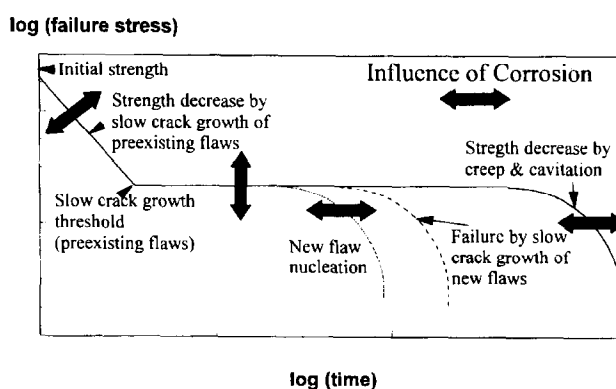 log (failure stress)
Initial strength
Influence of Corrosion
Strength decrease by
slow crack growth of
preexisting flaws
Stregth decrease by
creep & cavitation
Slow crack growth
threshold
(preexisting flaws)
New flaw
nucleation
Failure by slow
crack growth of
new flaws
log (time)